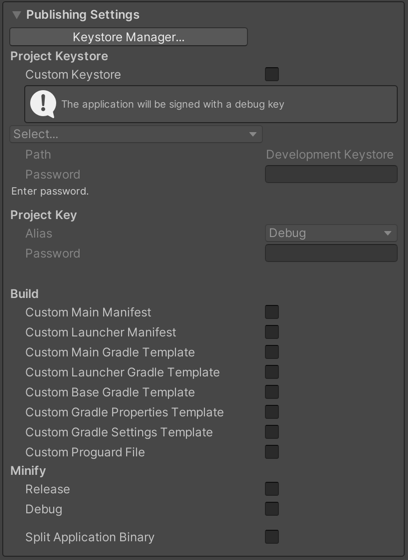 Publishing Settings
Keystore Manager...
Project Keystore
Custom Keystore
The application will be signed with a debug key
Select...
Path Development Keystore
Password
Enter password.
Project Key
Alias Debug
Password
Build
Custom Main Manifest
Custom Launcher Manifest
Custom Main Gradle Template
Custom Launcher Gradle Template
Custom Base Gradle Template
Custom Gradle Properties Template
Custom Gradle Settings Template
Custom Proguard File
Minify
Release
Debug
Split Application Binary